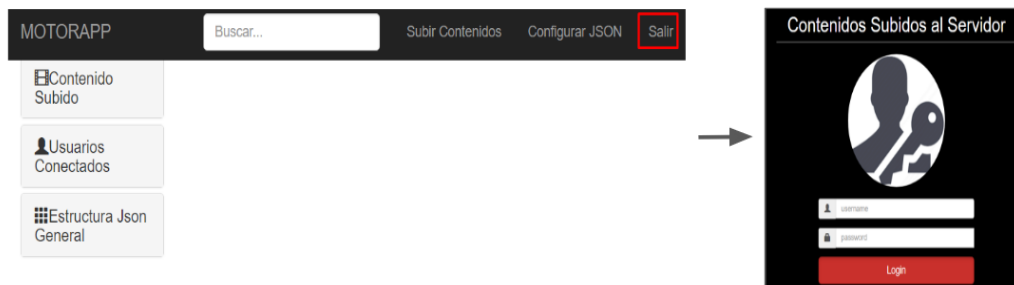 MOTORAPP Buscar... Subir Contenidos Configurar JSON Salir
Contenido
Subido
Usuarios
Conectados
Estructura Json
General
Contenidos Subidos al Servidor
username
password
Login